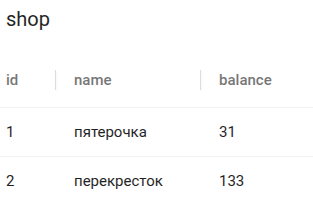 shop
id name balance
1 пятерочка 31
2 перекресток 133